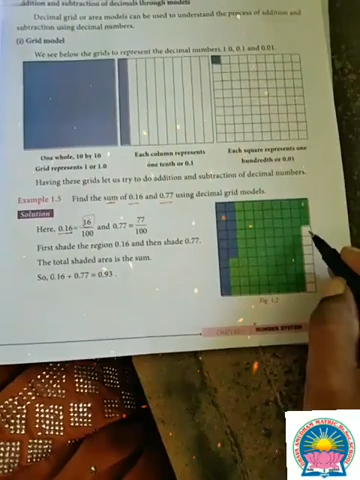 addition and subtraction of decimals through models
Decimal grid or area models can be used to understand the process of addition and
subtraction using decimal numbers.
(i) Grid model
We see below the grids to represent the decimal numbers 1.0, 0.1 and 0.01.
One whole, 10 by 10
Grid represents 1 or 1.0
Each column represents
one tenth or 0.1
Each square represents one
hundredth or 0.01
Having these grids let us try to do addition and subtraction of decimal numbers.
Example 1.5 Find the sum of 0.16 and 0.77 using decimal grid models.
Solution
Here, 0.16 = 16/100 and 0.77 = 77/100
First shade the region 0.16 and then shade 0.77.
The total shaded area is the sum.
So, 0.16 + 0.77 = 0.93.
Fig 1.2
NUMBER SYSTEM